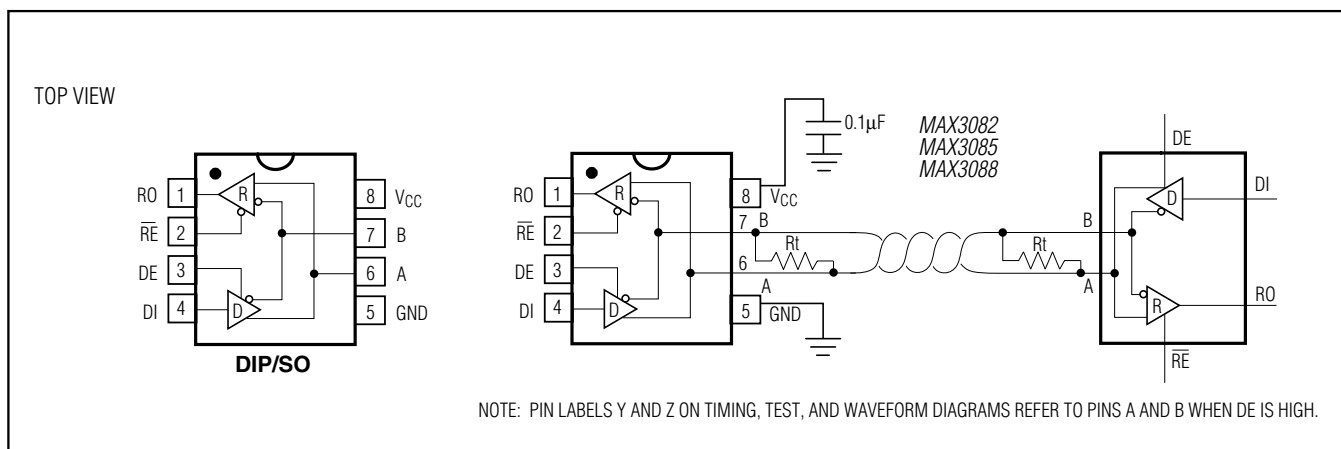 TOP VIEW
RO 1
RE 2
DE 3
DI 4
R
D
8 VCC
7 B
6 A
5 GND
DIP/SO
RO 1
RE 2
DE 3
DI 4
R
D
8 VCC
7 B
6 A
5 GND
0.1µF
Rt
MAX3082
MAX3085
MAX3088
Rt
B
A
DE
D
DI
R
RO
RE
NOTE: PIN LABELS Y AND Z ON TIMING, TEST, AND WAVEFORM DIAGRAMS REFER TO PINS A AND B WHEN DE IS HIGH.